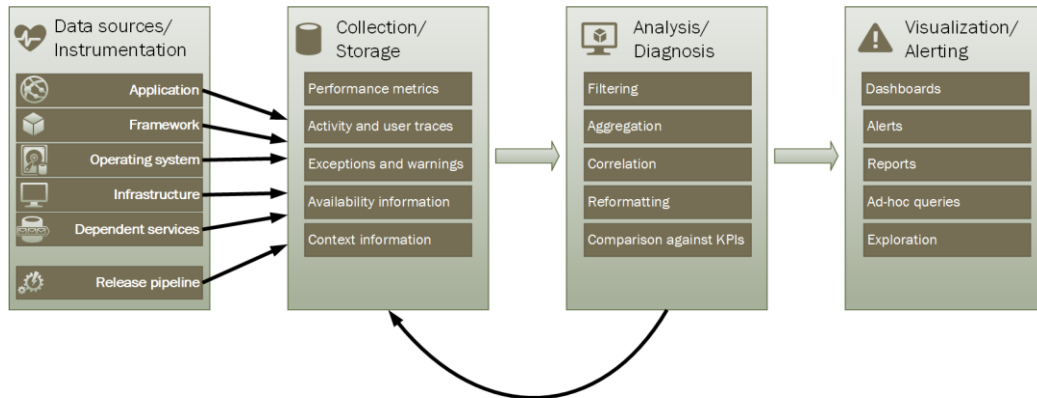 Data sources/
Instrumentation
Application
Framework
Operating system
Infrastructure
Dependent services
Release pipeline
Collection/
Storage
Performance metrics
Activity and user traces
Exceptions and warnings
Availability information
Context information
Analysis/
Diagnosis
Filtering
Aggregation
Correlation
Reformatting
Comparison against KPIs
Visualization/
Alerting
Dashboards
Alerts
Reports
Ad-hoc queries
Exploration